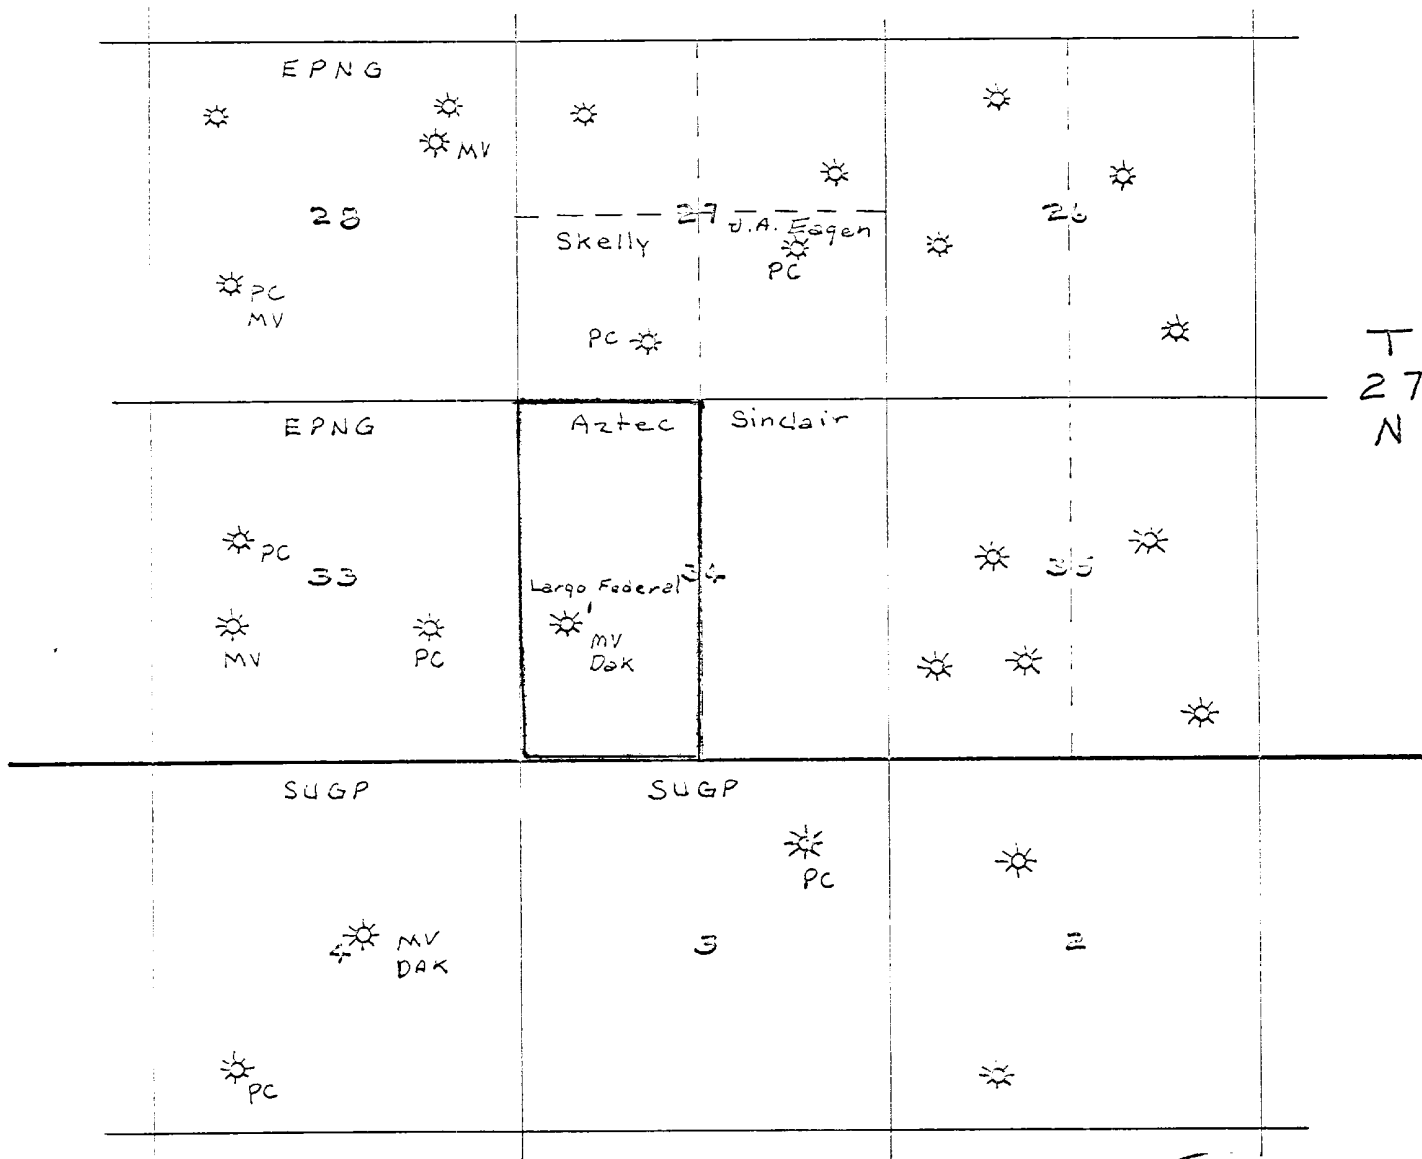 EPNG
MV
28
PC
MV
27
J.A. Eagen
Skelly
PC
PC
26
T
27
N
EPNG
Aztec
Sinclair
PC
33
MV
PC
Largo Federal
1
MV
Dak
34
35
SUGP
SUGP
PC
4
MV
DAK
3
2
PC